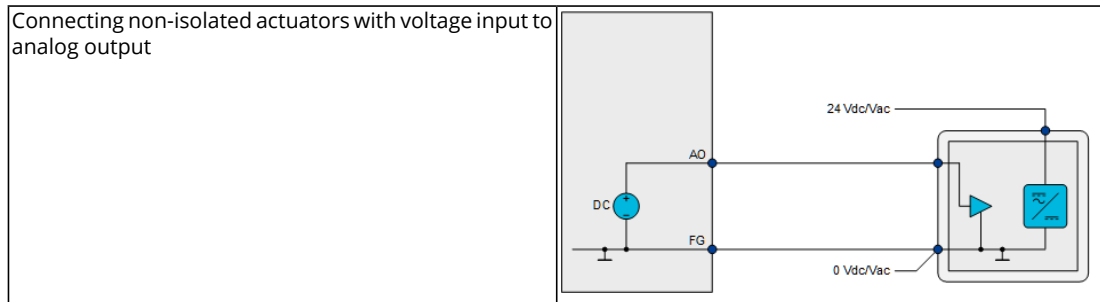 Connecting non-isolated actuators with voltage input to
analog output
24 Vdc/Vac
AO
DC
+
−
FG
0 Vdc/Vac